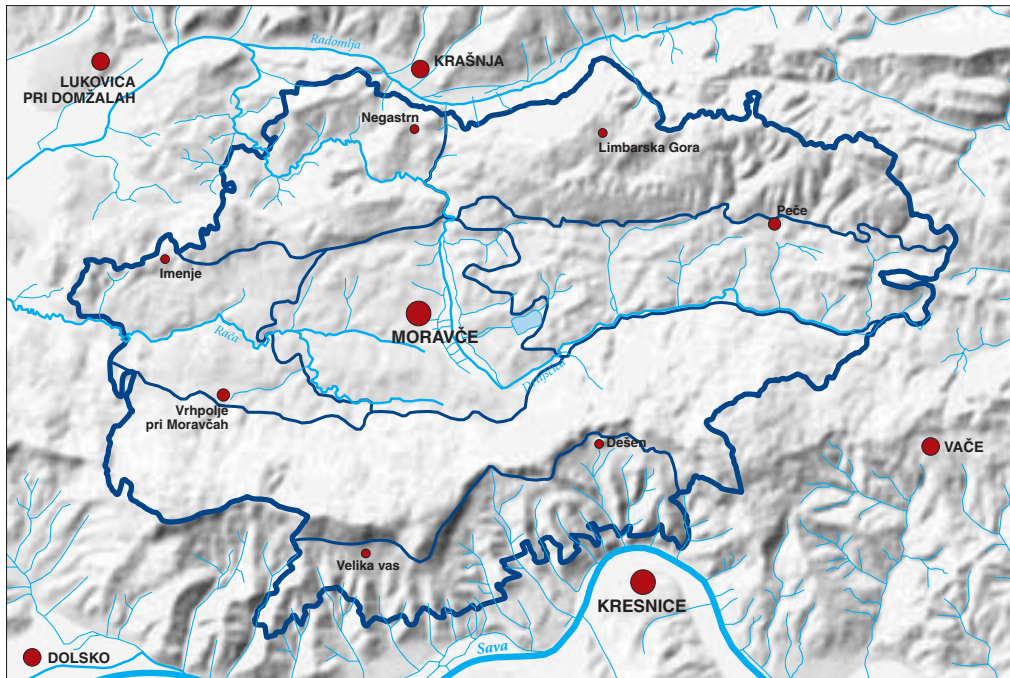 Radomlja
KRAŠNJA
LUKOVICA
PRI DOMŽALAH
Negastrn
Limbarska Gora
Peče
Imenje
Rača
MORAVČE
Drtijščica
Vrhpolje
pri Moravčah
Dešen
VAČE
Velika vas
KRESNICE
Sava
DOLSKO